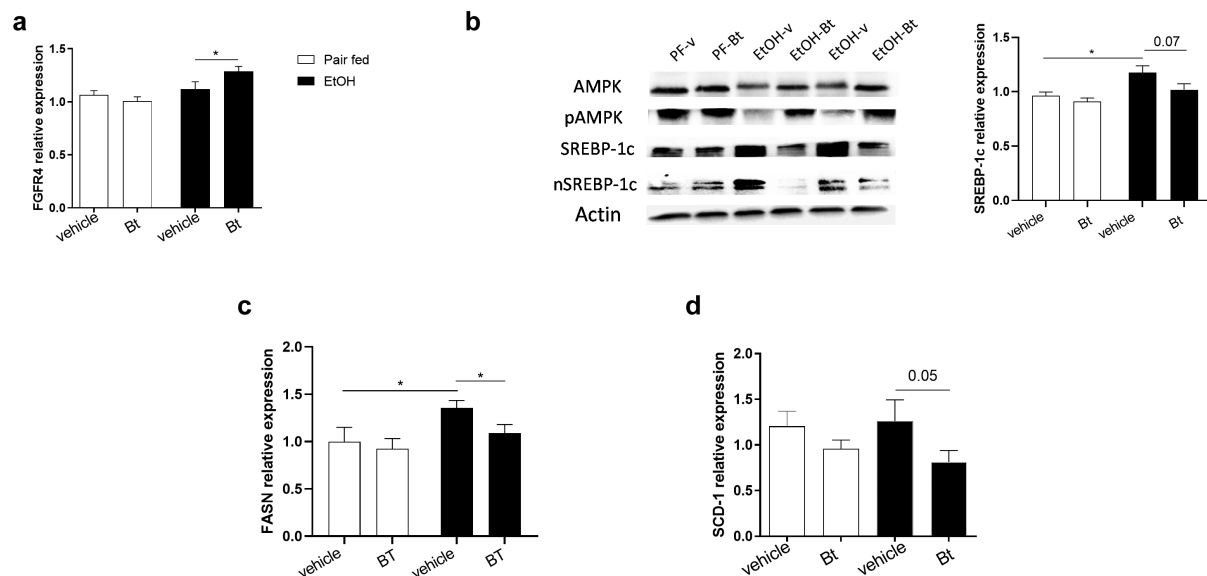 a
FGFR4 relative expression
1.5
1.0
0.5
0.0
*
vehicle
Bt
vehicle
Bt
Pair fed
EtOH
b
PF-v
PF-Bt
EtOH-v
EtOH-Bt
EtOH-v
EtOH-Bt
AMPK
pAMPK
SREBP-1c
nSREBP-1c
Actin
SREBP-1c relative expression
1.5
1.0
0.5
0.0
*
0.07
vehicle
Bt
vehicle
Bt
c
FASN relative expression
2.0
1.5
1.0
0.5
0.0
*
*
vehicle
BT
vehicle
BT
d
SCD-1 relative expression
2.0
1.5
1.0
0.5
0.0
0.05
vehicle
Bt
vehicle
Bt